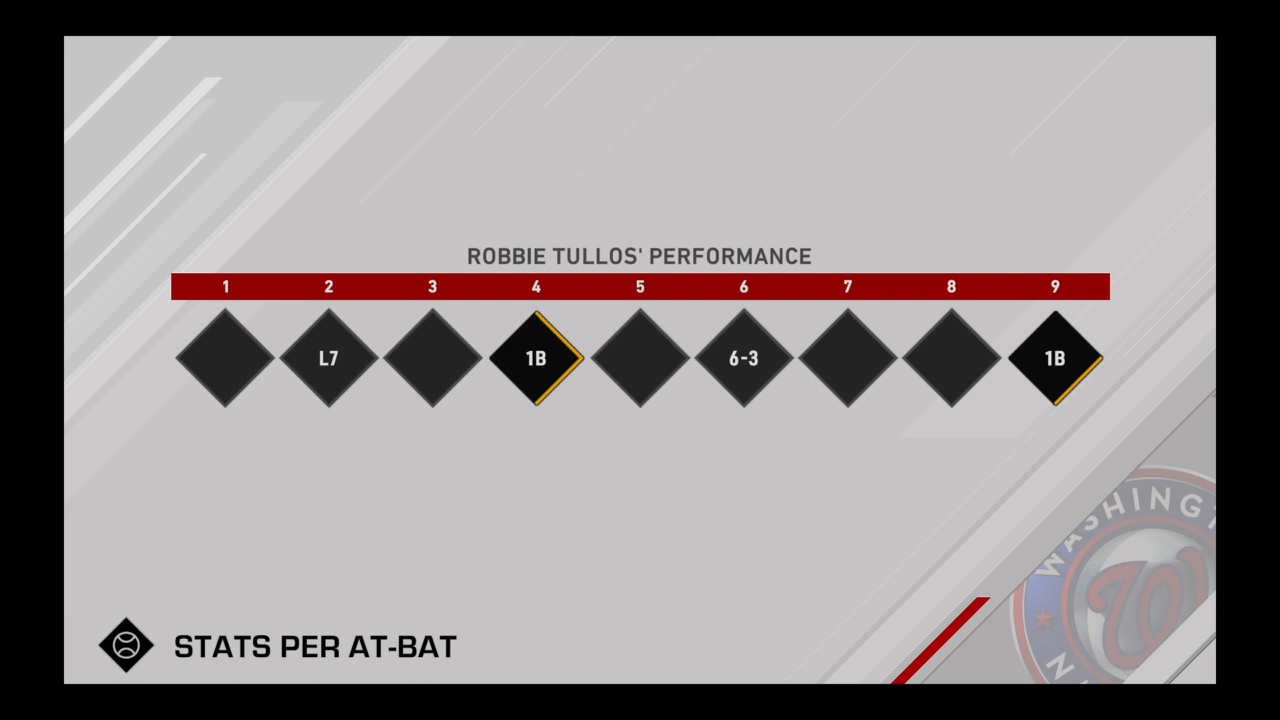 ROBBIE TULLOS' PERFORMANCE
1 2 3 4 5 6 7 8 9
L7 1B 6-3 1B
WASHINGT
N
W
STATS PER AT-BAT